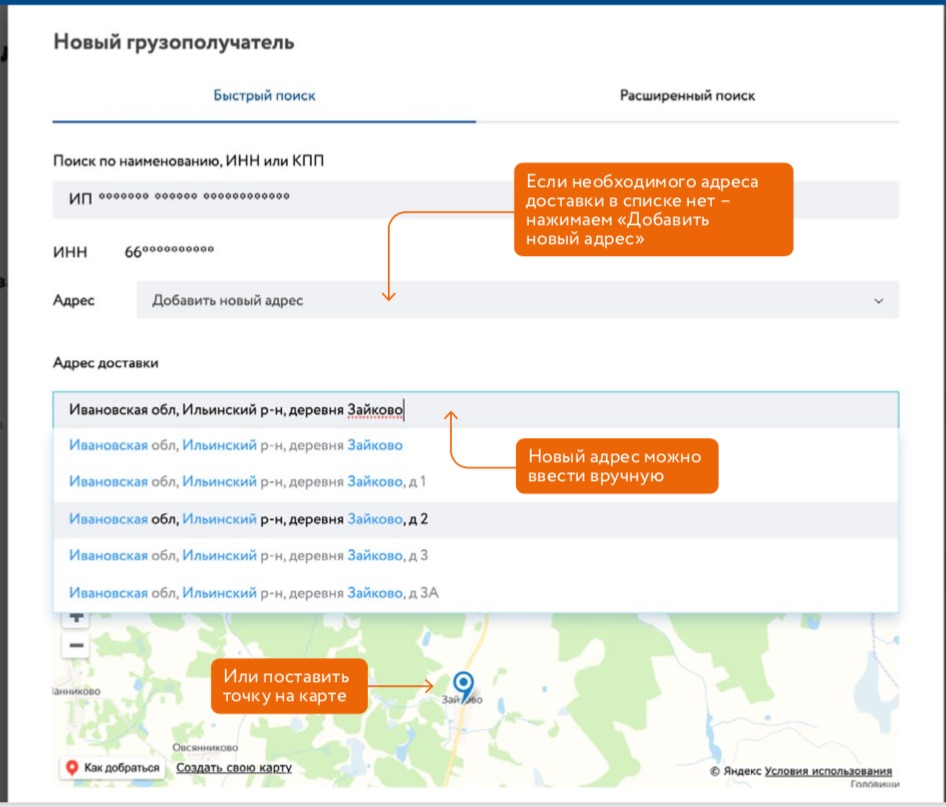 Новый грузополучатель
Быстрый поиск
Расширенный поиск
Поиск по наименованию, ИНН или КПП
ИП °°°°°°° °°°°°° °°°°°°°°°°°°
Если необходимого адреса
доставки в списке нет –
нажимаем «Добавить
новый адрес»
ИНН 66°°°°°°°°°°
Адрес
Добавить новый адрес
Адрес доставки
Ивановская обл, Ильинский р-н, деревня Зайково
Ивановская обл, Ильинский р-н, деревня Зайково
Новый адрес можно
ввести вручную
Ивановская обл, Ильинский р-н, деревня Зайково, д 1
Ивановская обл, Ильинский р-н, деревня Зайково, д 2
Ивановская обл, Ильинский р-н, деревня Зайково, д 3
Ивановская обл, Ильинский р-н, деревня Зайково, д 3А
+
−
Или поставить
точку на карте
Зайково
Овсянниково
Как добраться
Создать свою карту
© Яндекс Условия использования